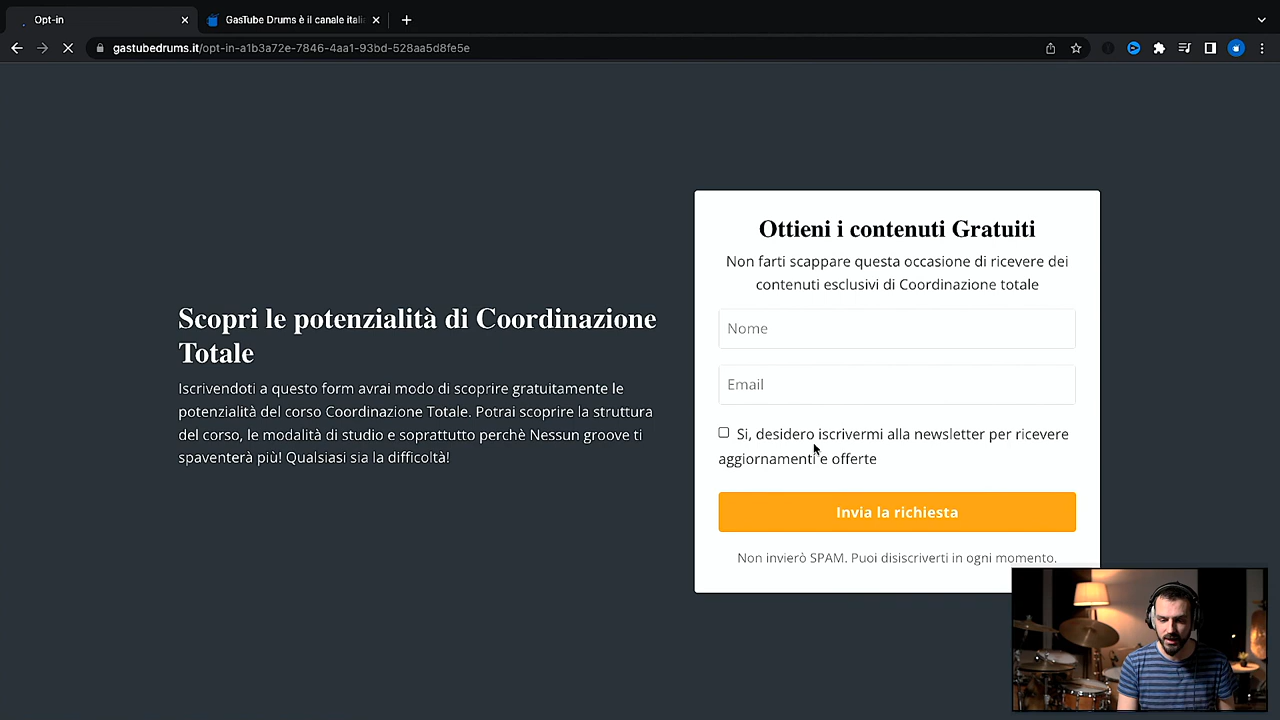 Opt-in
GasTube Drums è il canale itali
gastubedrums.it/opt-in-a1b3a72e-7846-4aa1-93bd-528aa5d8fe5e
Scopri le potenzialità di Coordinazione
Totale
Iscrivendoti a questo form avrai modo di scoprire gratuitamente le
potenzialità del corso Coordinazione Totale. Potrai scoprire la struttura
del corso, le modalità di studio e soprattutto perchè Nessun groove ti
spaventerà più! Qualsiasi sia la difficoltà!
Ottieni i contenuti Gratuiti
Non farti scappare questa occasione di ricevere dei
contenuti esclusivi di Coordinazione totale
Nome
Email
Si, desidero iscrivermi alla newsletter per ricevere
aggiornamenti e offerte
Invia la richiesta
Non invierò SPAM. Puoi disiscriverti in ogni momento.